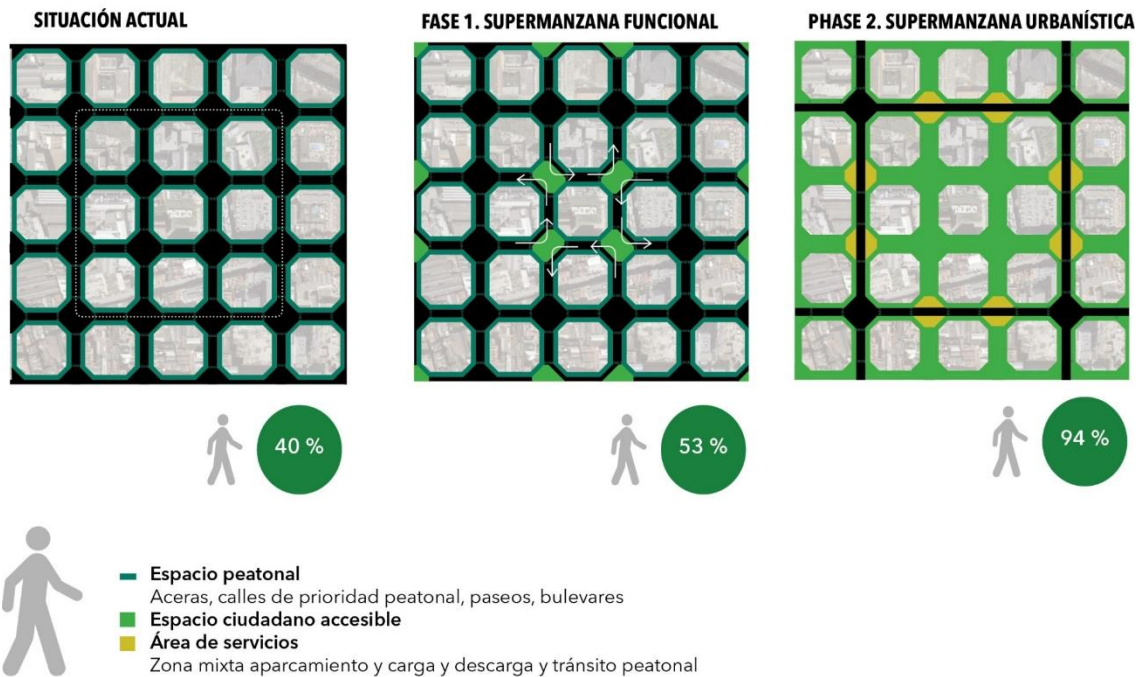 SITUACIÓN ACTUAL
FASE 1. SUPERMANZANA FUNCIONAL
PHASE 2. SUPERMANZANA URBANÍSTICA
40 %
53 %
94 %
Espacio peatonal
Aceras, calles de prioridad peatonal, paseos, bulevares
Espacio ciudadano accesible
Área de servicios
Zona mixta aparcamiento y carga y descarga y tránsito peatonal